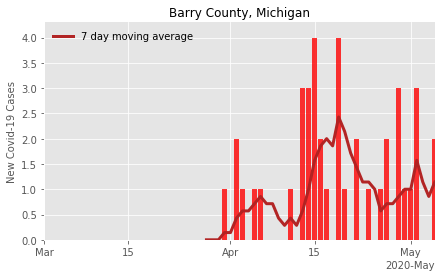 Barry County, Michigan
7 day moving average
New Covid-19 Cases
4.0
3.5
3.0
2.5
2.0
1.5
1.0
0.5
0.0
Mar 15 Apr 15 May
2020-May